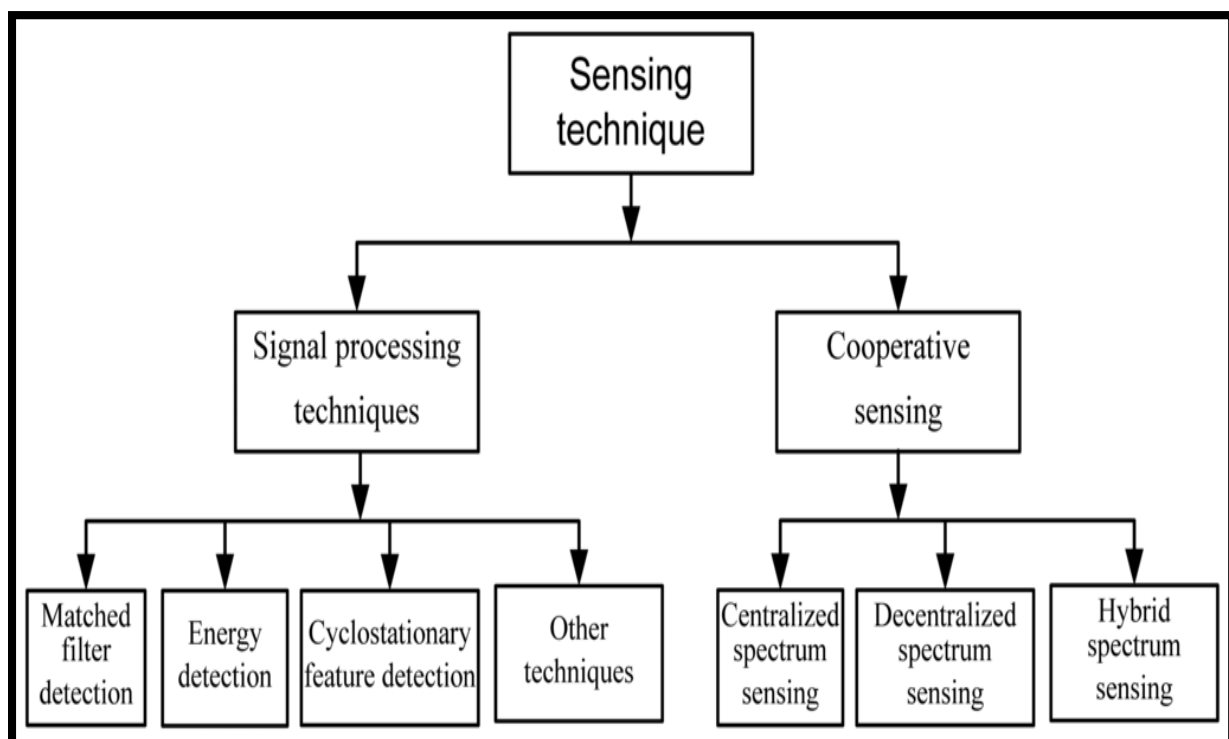 Sensing
technique
Signal processing
techniques
Cooperative
sensing
Matched
filter
detection
Energy
detection
Cyclostationary
feature detection
Other
techniques
Centralized
spectrum
sensing
Decentralized
spectrum
sensing
Hybrid
spectrum
sensing